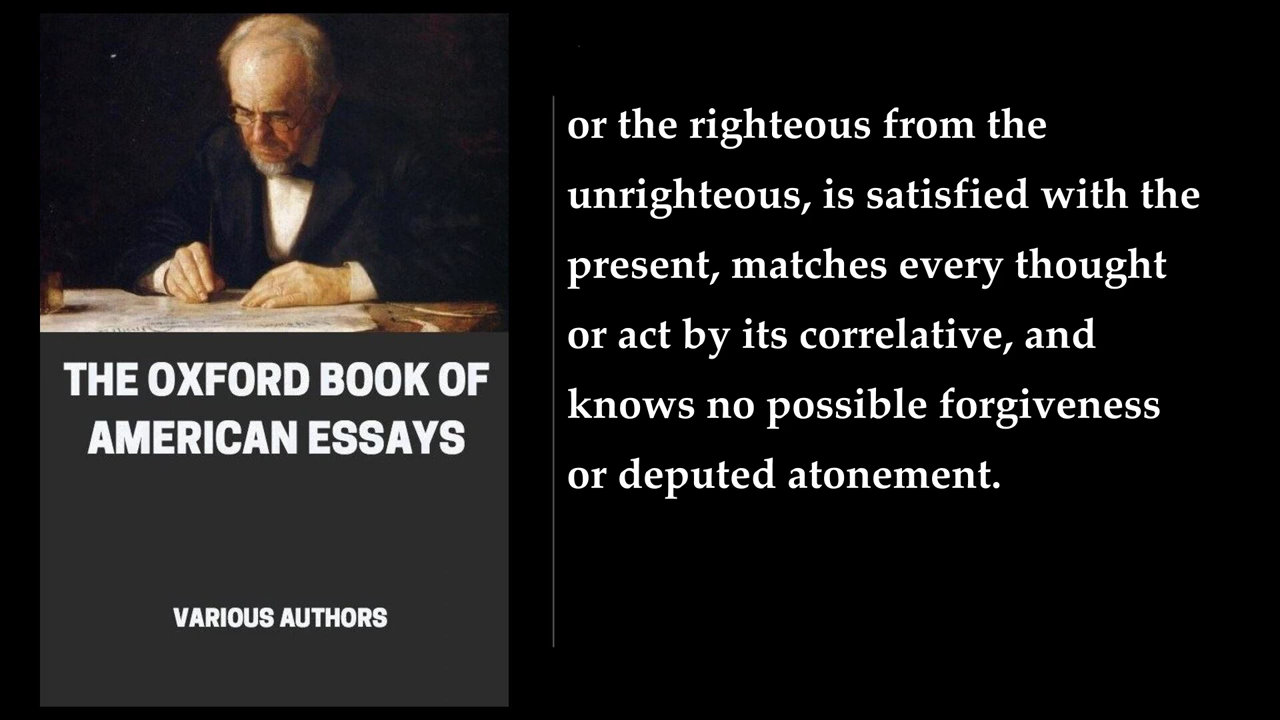 THE OXFORD BOOK OF
AMERICAN ESSAYS
VARIOUS AUTHORS
or the righteous from the
unrighteous, is satisfied with the
present, matches every thought
or act by its correlative, and
knows no possible forgiveness
or deputed atonement.